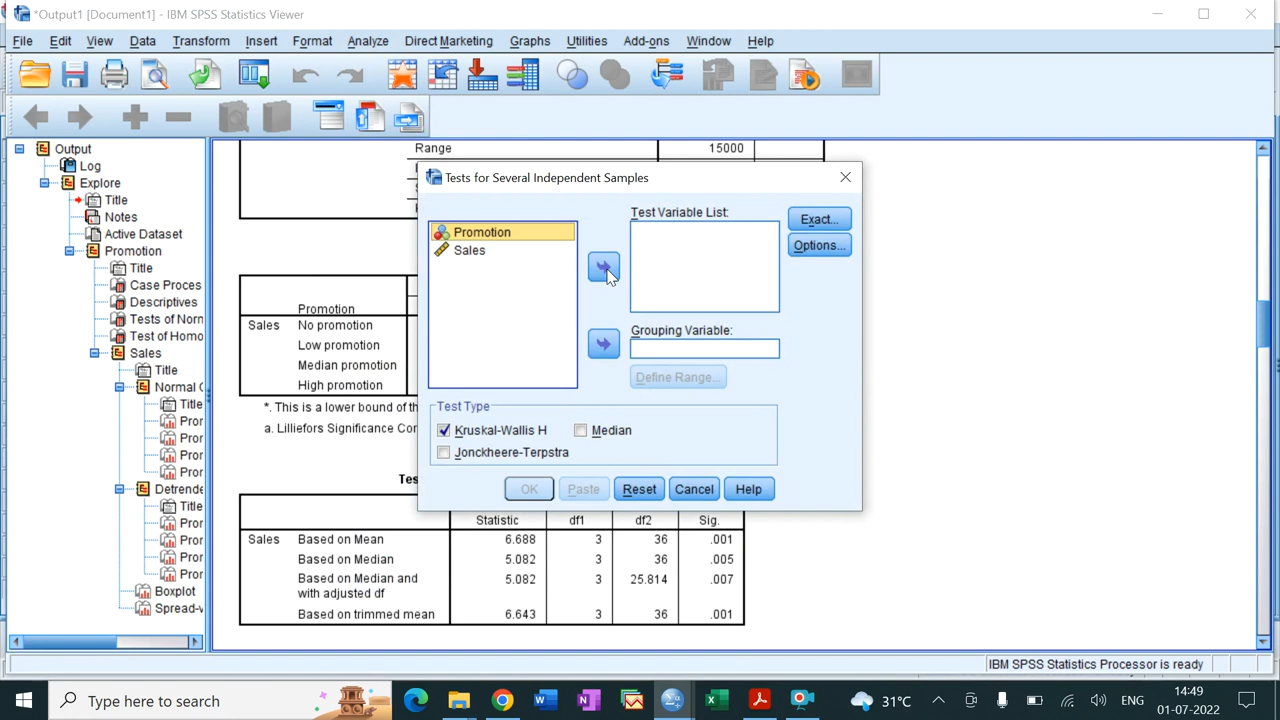 *Output1 [Document1] - IBM SPSS Statistics Viewer
File Edit View Data Transform Insert Format Analyze Direct Marketing Graphs Utilities Add-ons Window Help
Output
Log
Explore
Title
Notes
Active Dataset
Promotion
Title
Case Proces
Descriptives
Tests of Norn
Test of Homo
Sales
Title
Normal
Title
Pror
Pror
Pror
Pror
Detrende
Title
Pror
Pror
Pror
Pror
Boxplot
Spread-v
Range 15000
Promotion
Sales No promotion
Low promotion
Median promotion
High promotion
*. This is a lower bound of th
a. Lilliefors Significance Cor
Tes
Statistic df1 df2 Sig.
Sales Based on Mean 6.688 3 36 .001
Based on Median 5.082 3 36 .005
Based on Median and with adjusted df 5.082 3 25.814 .007
Based on trimmed mean 6.643 3 36 .001
Tests for Several Independent Samples
Promotion
Sales
Test Variable List:
Exact...
Options...
Grouping Variable:
Define Range...
Test Type
Kruskal-Wallis H Median
Jonckheere-Terpstra
OK Paste Reset Cancel Help
IBM SPSS Statistics Processor is ready
Type here to search
31°C
ENG
14:49
01-07-2022